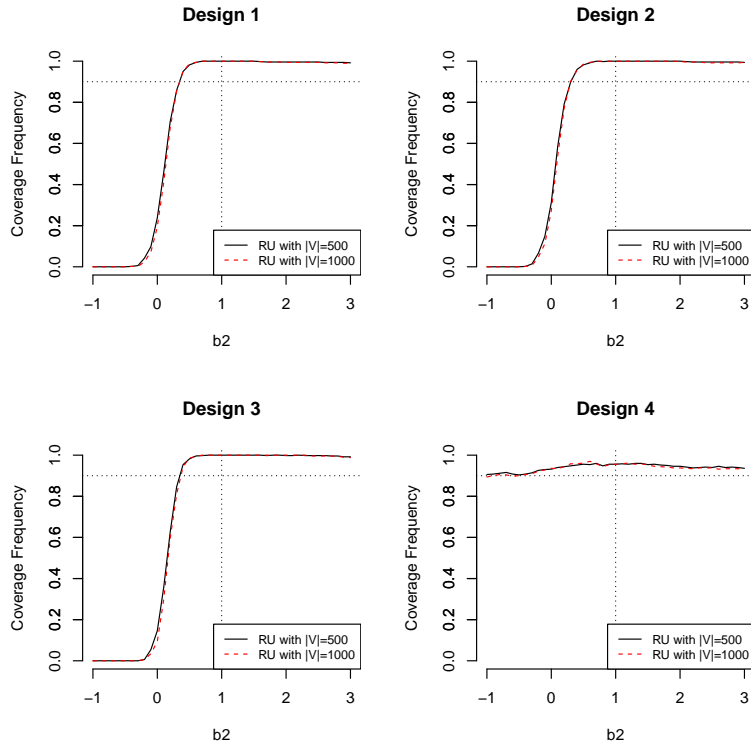 Design 1
Coverage Frequency
0.0 0.2 0.4 0.6 0.8 1.0
RU with |V|=500
RU with |V|=1000
−1 0 1 2 3
b2
Design 2
Coverage Frequency
0.0 0.2 0.4 0.6 0.8 1.0
RU with |V|=500
RU with |V|=1000
−1 0 1 2 3
b2
Design 3
Coverage Frequency
0.0 0.2 0.4 0.6 0.8 1.0
RU with |V|=500
RU with |V|=1000
−1 0 1 2 3
b2
Design 4
Coverage Frequency
0.0 0.2 0.4 0.6 0.8 1.0
RU with |V|=500
RU with |V|=1000
−1 0 1 2 3
b2